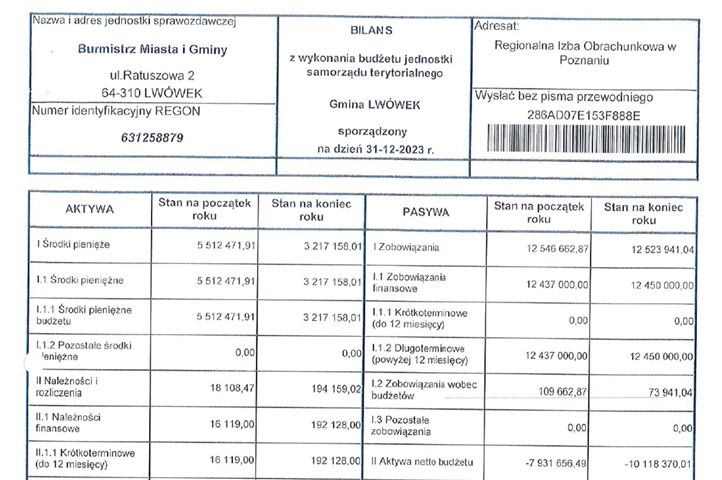 Nazwa i adres jednostki sprawozdawczej
Burmistrz Miasta i Gminy
ul.Ratuszowa 2
64-310 LWÓWEK
Numer identyfikacyjny REGON
631258879
BILANS
z wykonania budżetu jednostki
samorządu terytorialnego
Gmina LWÓWEK
sporządzony
na dzień 31-12-2023 r.
Adresat:
Regionalna Izba Obrachunkowa w
Poznaniu
Wysłać bez pisma przewodniego
286AD07E153F888E
AKTYWA Stan na początek roku Stan na koniec roku PASYWA Stan na początek roku Stan na koniec roku
I Środki pienięże 5 512 471,91 3 217 158,01 I Zobowiązania 12 546 662,87 12 523 941,04
I.1 Środki pieniężne 5 512 471,91 3 217 158,01 I.1 Zobowiązania finansowe 12 437 000,00 12 450 000,00
I.1.1 Środki pieniężne budżetu 5 512 471,91 3 217 158,01 I.1.1 Krótkoterminowe (do 12 miesięcy) 0,00 0,00
I.1.2 Pozostałe środki ieniężne 0,00 0,00 I.1.2 Długoterminowe (powyżej 12 miesięcy) 12 437 000,00 12 450 000,00
II Należności i rozliczenia 18 108,47 194 159,02 I.2 Zobowiązania wobec budżetów 109 662,87 73 941,04
II.1 Należności finansowe 16 119,00 192 128,00 I.3 Pozostałe zobowiązania 0,00 0,00
II.1.1 Krótkoterminowe (do 12 miesięcy) 16 119,00 192 128,00 II Aktywa netto budżetu -7 931 656,49 -10 118 370,01